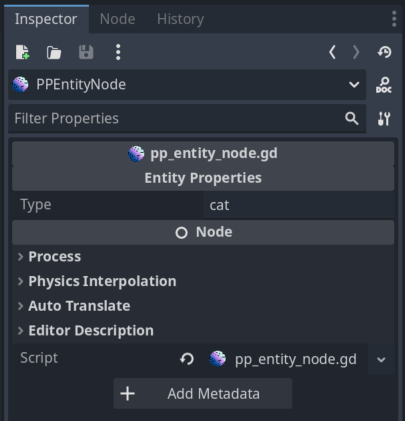 Inspector Node History
PPEntityNode
DOC
Filter Properties
pp_entity_node.gd
Entity Properties
Type cat
Node
Process
Physics Interpolation
Auto Translate
Editor Description
Script pp_entity_node.gd
Add Metadata